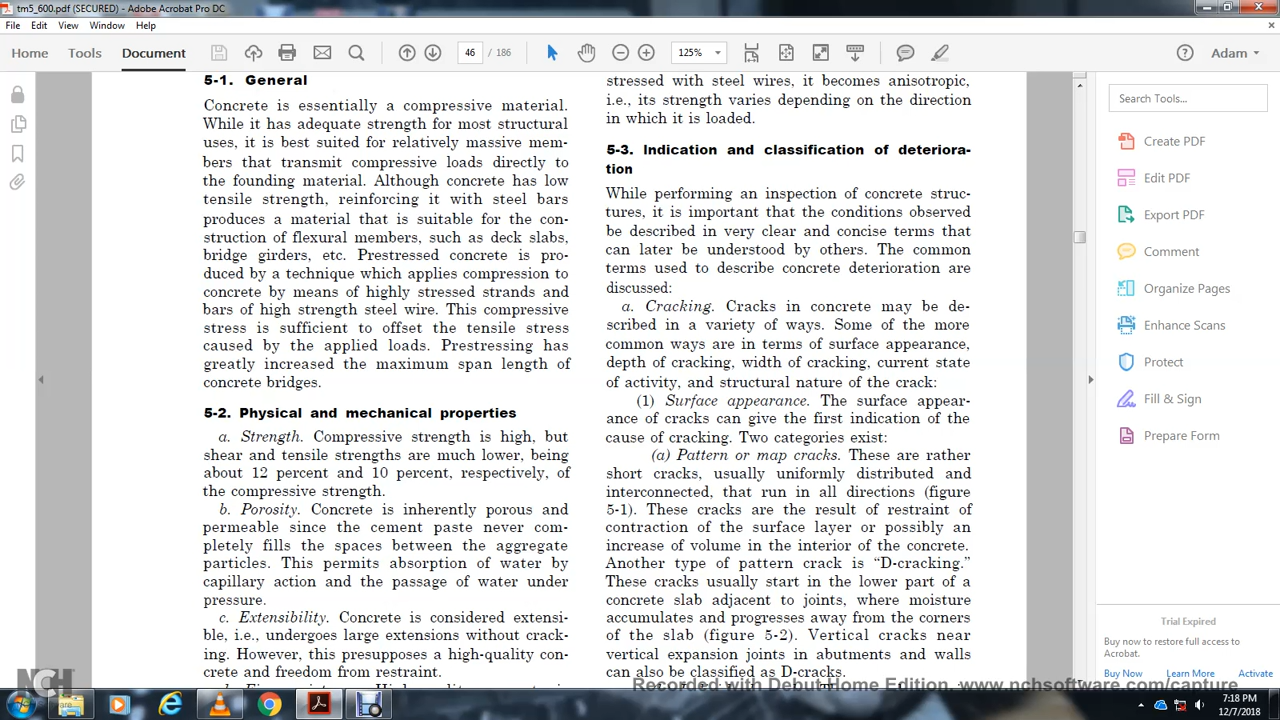 tm5_600.pdf (SECURED) - Adobe Acrobat Pro DC
File Edit View Window Help
Home Tools Document 46 / 186 125% Adam
5-1. General
Concrete is essentially a compressive material.
While it has adequate strength for most structural
uses, it is best suited for relatively massive mem-
bers that transmit compressive loads directly to
the founding material. Although concrete has low
tensile strength, reinforcing it with steel bars
produces a material that is suitable for the con-
struction of flexural members, such as deck slabs,
bridge girders, etc. Prestressed concrete is pro-
duced by a technique which applies compression to
concrete by means of highly stressed strands and
bars of high strength steel wire. This compressive
stress is sufficient to offset the tensile stress
caused by the applied loads. Prestressing has
greatly increased the maximum span length of
concrete bridges.
5-2. Physical and mechanical properties
a. Strength. Compressive strength is high, but
shear and tensile strengths are much lower, being
about 12 percent and 10 percent, respectively, of
the compressive strength.
b. Porosity. Concrete is inherently porous and
permeable since the cement paste never com-
pletely fills the spaces between the aggregate
particles. This permits absorption of water by
capillary action and the passage of water under
pressure.
c. Extensibility. Concrete is considered extensi-
ble, i.e., undergoes large extensions without crack-
ing. However, this presupposes a high-quality con-
crete and freedom from restraint.
stressed with steel wires, it becomes anisotropic,
i.e., its strength varies depending on the direction
in which it is loaded.
5-3. Indication and classification of deteriora-
tion
While performing an inspection of concrete struc-
tures, it is important that the conditions observed
be described in very clear and concise terms that
can later be understood by others. The common
terms used to describe concrete deterioration are
discussed:
a. Cracking. Cracks in concrete may be de-
scribed in a variety of ways. Some of the more
common ways are in terms of surface appearance,
depth of cracking, width of cracking, current state
of activity, and structural nature of the crack:
(1) Surface appearance. The surface appear-
ance of cracks can give the first indication of the
cause of cracking. Two categories exist:
(a) Pattern or map cracks. These are rather
short cracks, usually uniformly distributed and
interconnected, that run in all directions (figure
5-1). These cracks are the result of restraint of
contraction of the surface layer or possibly an
increase of volume in the interior of the concrete.
Another type of pattern crack is “D-cracking.”
These cracks usually start in the lower part of a
concrete slab adjacent to joints, where moisture
accumulates and progresses away from the corners
of the slab (figure 5-2). Vertical cracks near
vertical expansion joints in abutments and walls
can also be classified as D-cracks.
Search Tools...
Create PDF
Edit PDF
Export PDF
Comment
Organize Pages
Enhance Scans
Protect
Fill & Sign
Prepare Form
Trial Expired
Buy now to restore full access to
Acrobat.
Buy Now Learn More Activate
NCH
Recorded with Debut Home Edition. www.nchsoftware.com/capture
7:18 PM
12/7/2018